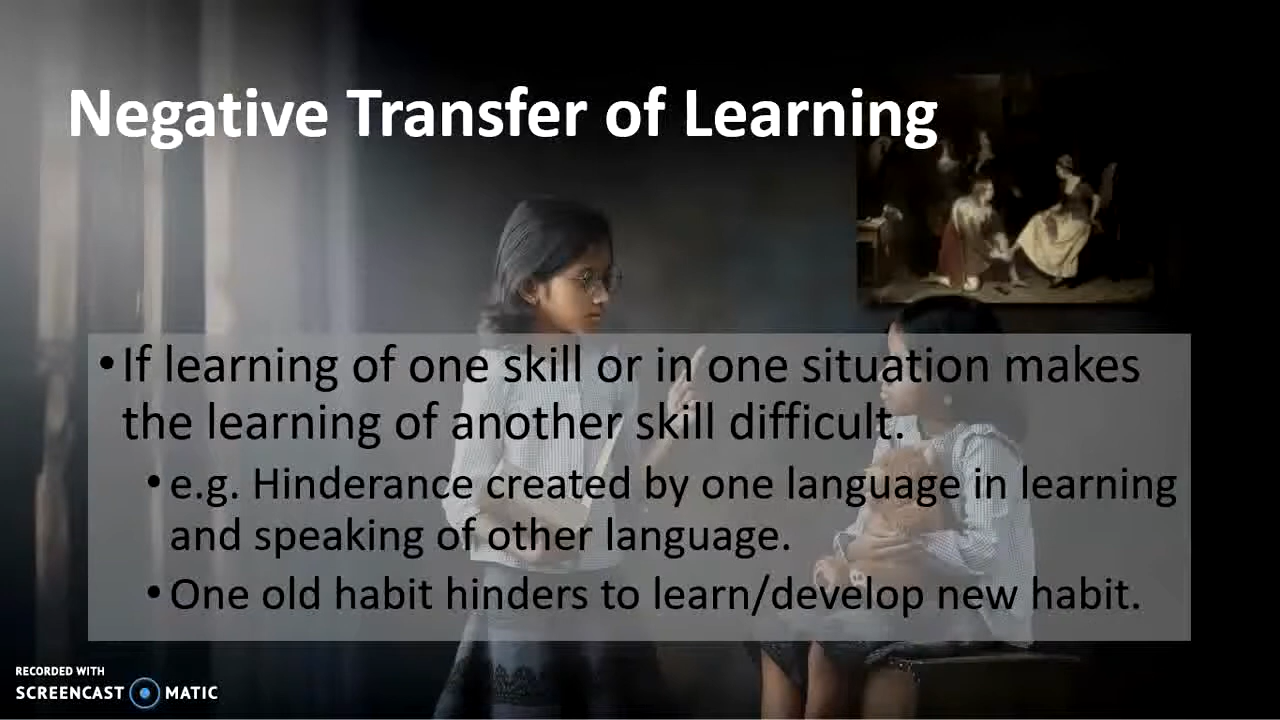 Negative Transfer of Learning
•If learning of one skill or in one situation makes
the learning of another skill difficult.
•e.g. Hinderance created by one language in learning
and speaking of other language.
•One old habit hinders to learn/develop new habit.
RECORDED WITH
SCREENCAST MATIC